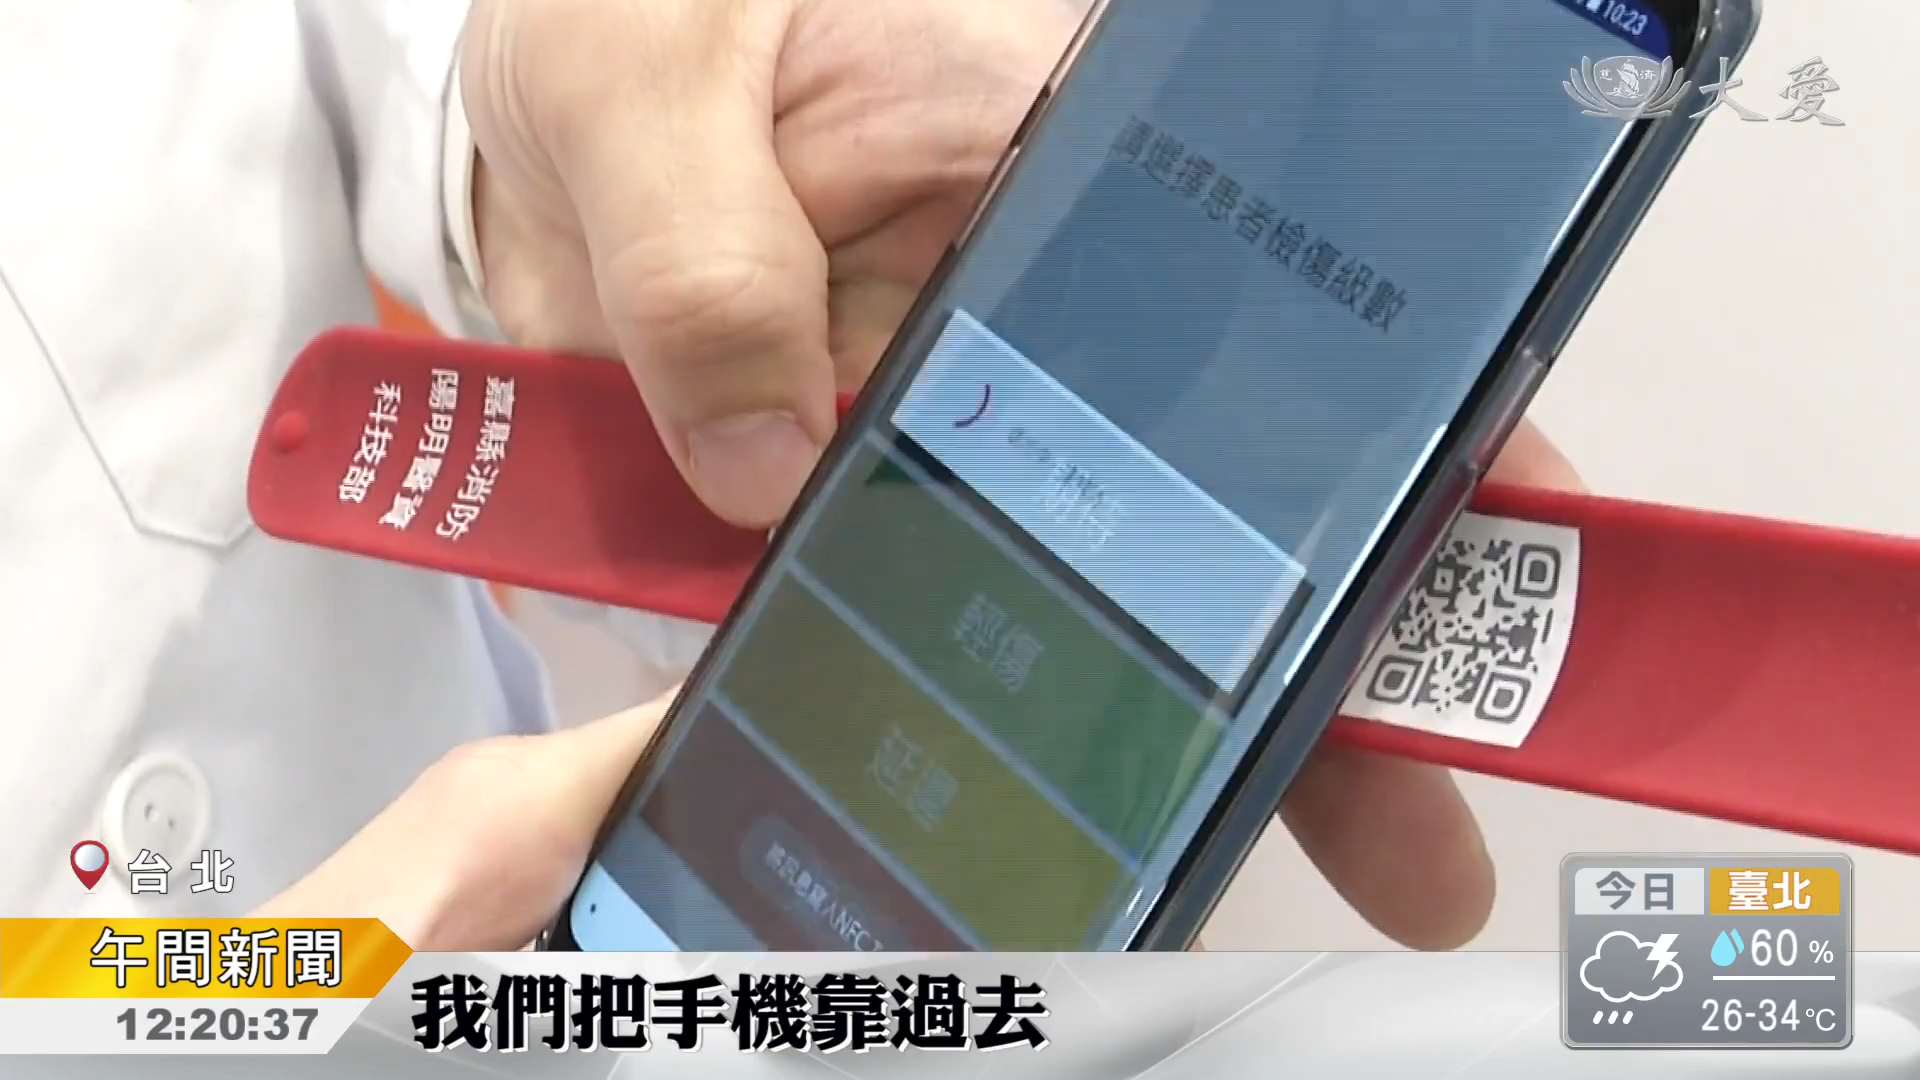 10:23
慈濟
大愛
請選擇患者檢傷級數
輕傷
延遲
嘉縣消防
陽明醫資
科技部
台北
午間新聞
12:20:37
我們把手機靠過去
今日
臺北
60 %
26-34°C